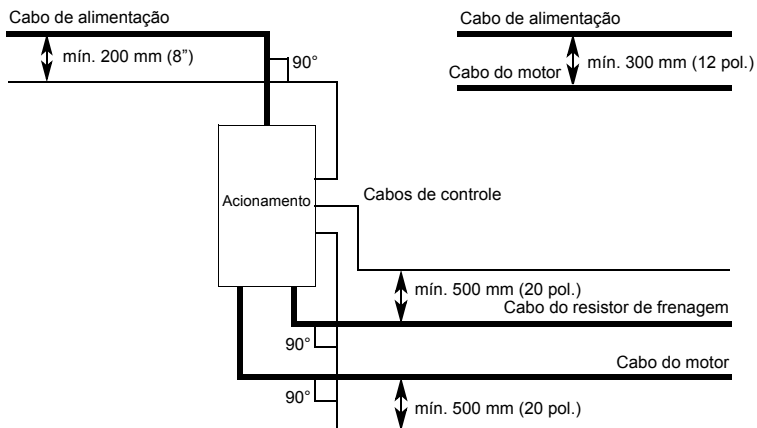 Cabo de alimentação
mín. 200 mm (8”)
90°
Cabo de alimentação
mín. 300 mm (12 pol.)
Cabo do motor
Acionamento
Cabos de controle
mín. 500 mm (20 pol.)
Cabo do resistor de frenagem
90°
Cabo do motor
90°
mín. 500 mm (20 pol.)